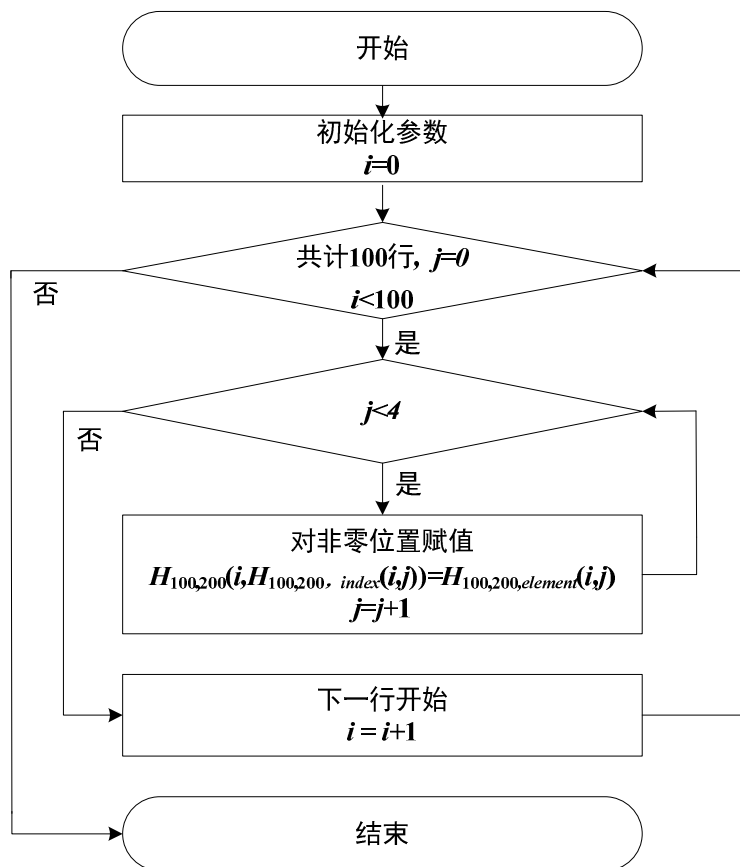 开始
初始化参数
i=0
共计100行, j=0
i<100
否
是
j<4
否
是
对非零位置赋值
H100,200(i,H100,200，index(i,j))=H100,200,element(i,j)
j=j+1
下一行开始
i = i+1
结束